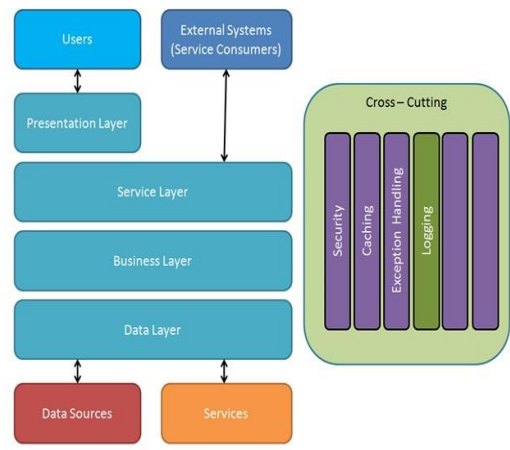 Users
External Systems
(Service Consumers)
Presentation Layer
Service Layer
Business Layer
Data Layer
Data Sources
Services
Cross – Cutting
Security
Caching
Exception Handling
Logging